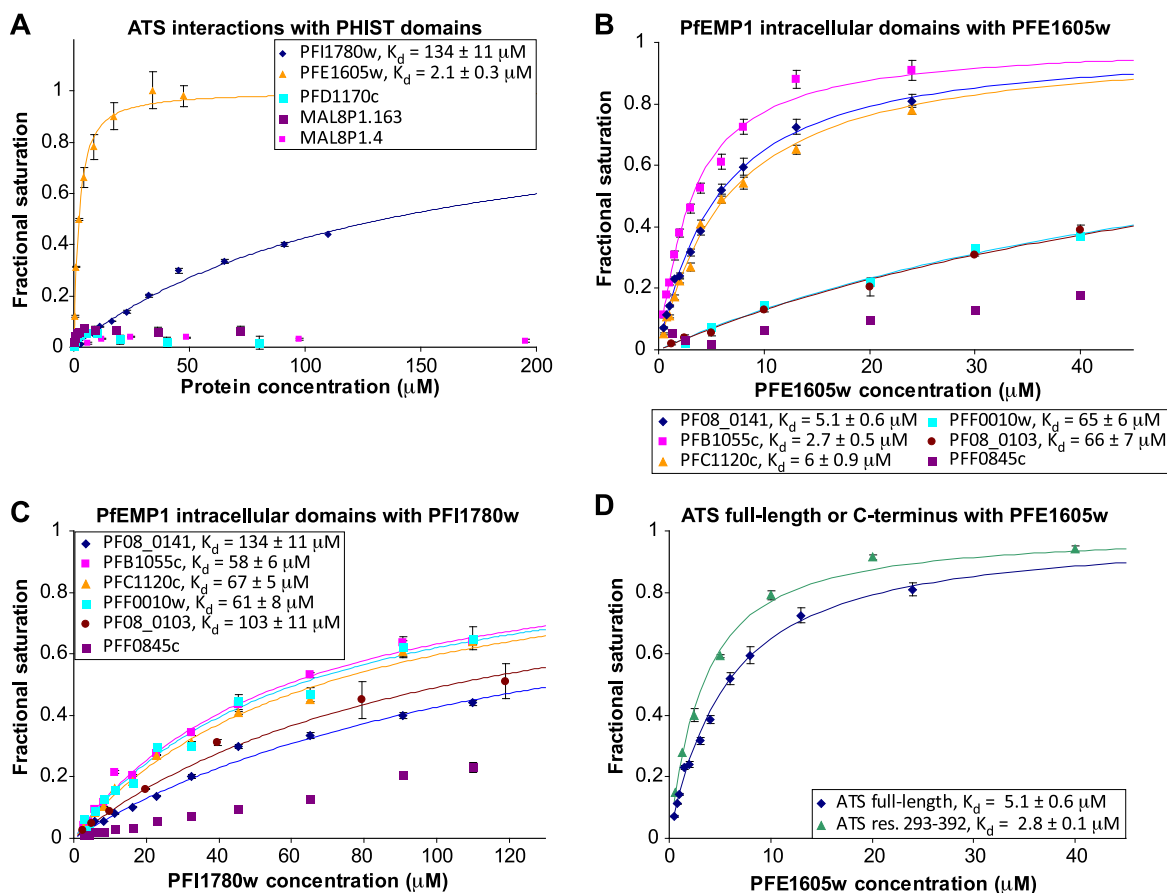 A
ATS interactions with PHIST domains
PFI1780w, Kd = 134 ± 11 μM
PFE1605w, Kd = 2.1 ± 0.3 μM
PFD1170c
MAL8P1.163
MAL8P1.4
Fractional saturation
1
0.8
0.6
0.4
0.2
0
0 50 100 150 200
Protein concentration (μM)
B
PfEMP1 intracellular domains with PFE1605w
Fractional saturation
1
0.8
0.6
0.4
0.2
0
0 10 20 30 40
PFE1605w concentration (μM)
PF08_0141, Kd = 5.1 ± 0.6 μM
PFB1055c, Kd = 2.7 ± 0.5 μM
PFC1120c, Kd = 6 ± 0.9 μM
PFF0010w, Kd = 65 ± 6 μM
PF08_0103, Kd = 66 ± 7 μM
PFF0845c
C
PfEMP1 intracellular domains with PFI1780w
PF08_0141, Kd = 134 ± 11 μM
PFB1055c, Kd = 58 ± 6 μM
PFC1120c, Kd = 67 ± 5 μM
PFF0010w, Kd = 61 ± 8 μM
PF08_0103, Kd = 103 ± 11 μM
PFF0845c
Fractional saturation
1
0.8
0.6
0.4
0.2
0
0 20 40 60 80 100 120
PFI1780w concentration (μM)
D
ATS full-length or C-terminus with PFE1605w
Fractional saturation
1
0.8
0.6
0.4
0.2
0
ATS full-length, Kd = 5.1 ± 0.6 μM
ATS res. 293-392, Kd = 2.8 ± 0.1 μM
0 10 20 30 40
PFE1605w concentration (μM)